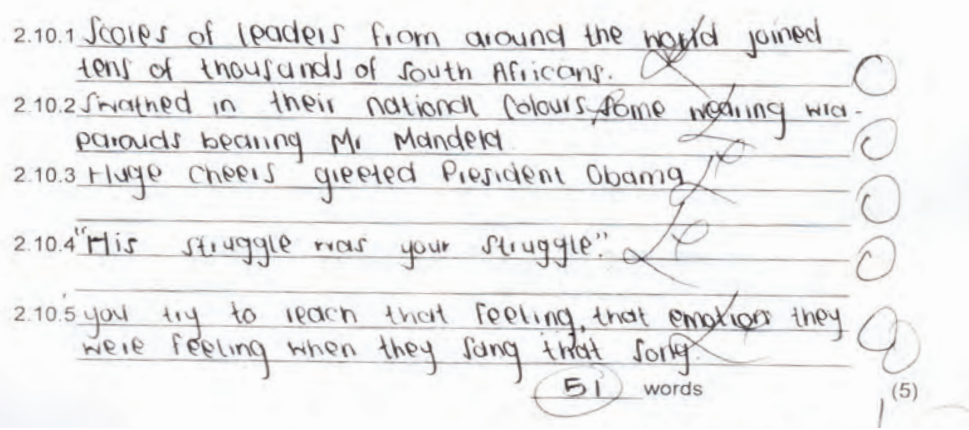 2.10.1 Scores of leaders from around the world joined
tens of thousands of South Africans.
2.10.2 Swathed in their national colours, some wearing wra-
parouds bearing Mr Mandela
2.10.3 Huge cheers greeted President Obama
2.10.4 "His struggle was your struggle".
2.10.5 you try to reach that feeling, that emotion they
were feeling when they sang that song.
51 words (5)